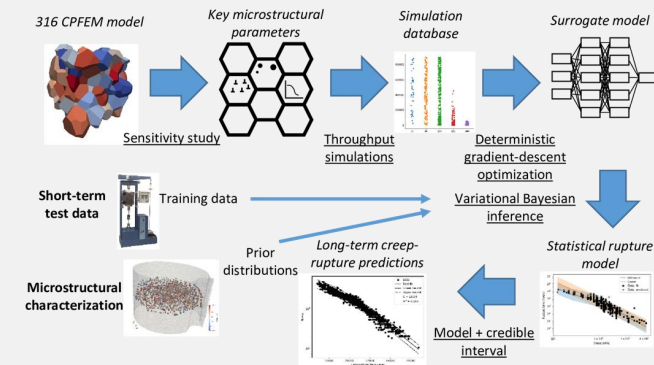 316 CPFEM model
Key microstructural
parameters
Simulation
database
Surrogate model
Sensitivity study
Throughput
simulations
Deterministic
gradient-descent
optimization
Short-term
test data
Training data
Variational Bayesian
inference
Prior
distributions
Microstructural
characterization
Long-term creep-
rupture predictions
Statistical rupture
model
Model + credible
interval